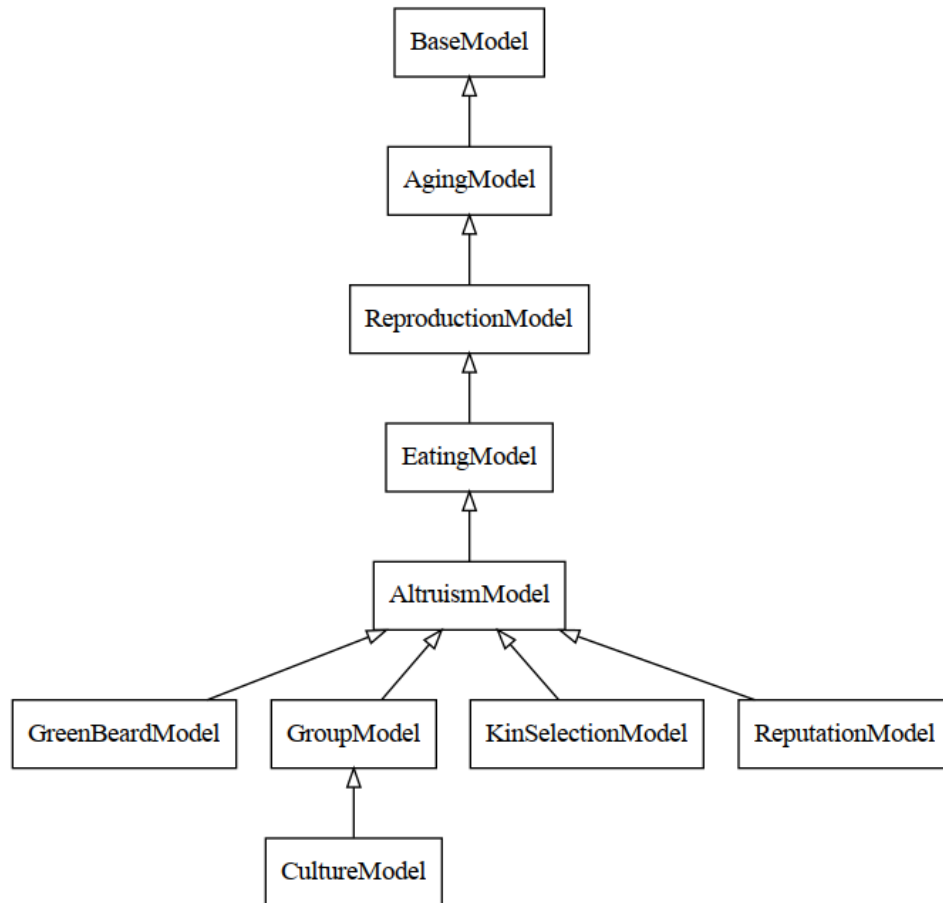 BaseModel
AgingModel
ReproductionModel
EatingModel
AltruismModel
GreenBeardModel
GroupModel
KinSelectionModel
ReputationModel
CultureModel